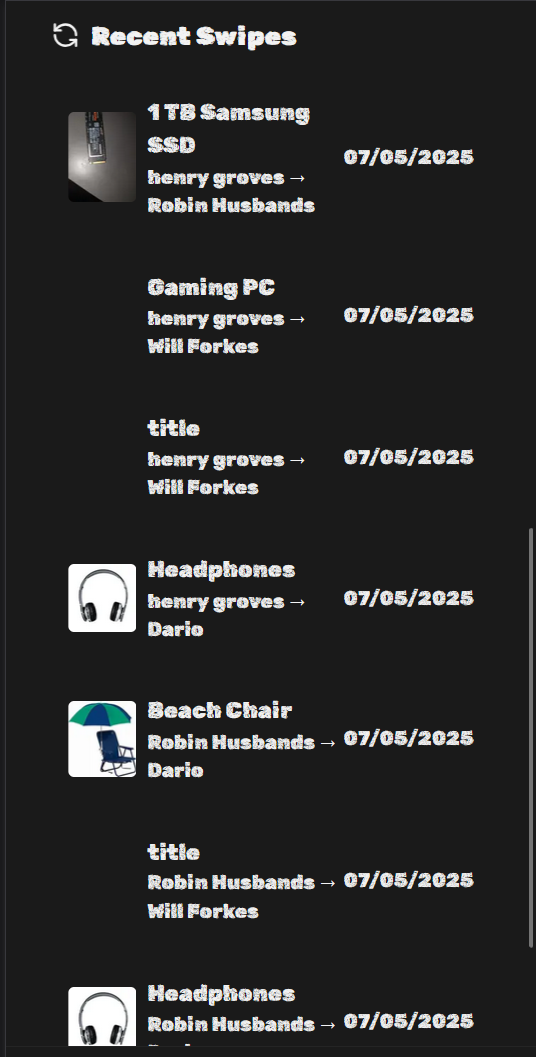 Recent Swipes
1TB Samsung
SSD
henry groves →
Robin Husbands
07/05/2025
Gaming PC
henry groves →
Will Forkes
07/05/2025
title
henry groves →
Will Forkes
07/05/2025
Headphones
henry groves →
Dario
07/05/2025
Beach Chair
Robin Husbands →
Dario
07/05/2025
title
Robin Husbands →
Will Forkes
07/05/2025
Headphones
Robin Husbands →
07/05/2025